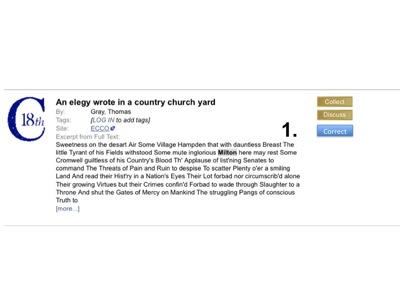 C 18th
An elegy wrote in a country church yard
By: Gray, Thomas
Tags: [LOG IN to add tags]
Site: ECCO
Excerpt from Full Text:
Sweetness on the desart Air Some Village Hampden that with dauntless Breast The
little Tyrant of his Fields withstood Some mute inglorious Milton here may rest Some
Cromwell guiltless of his Country's Blood Th' Applause of list'ning Senates to
command The Threats of Pain and Ruin to despise To scatter Plenty o'er a smiling
Land And read their Hist'ry in a Nation's Eyes Their Lot forbad nor circumscrib'd alone
Their growing Virtues but their Crimes confin'd Forbad to wade through Slaughter to a
Throne And shut the Gates of Mercy on Mankind The struggling Pangs of conscious
Truth to
[more...]
1.
Collect
Discuss
Correct